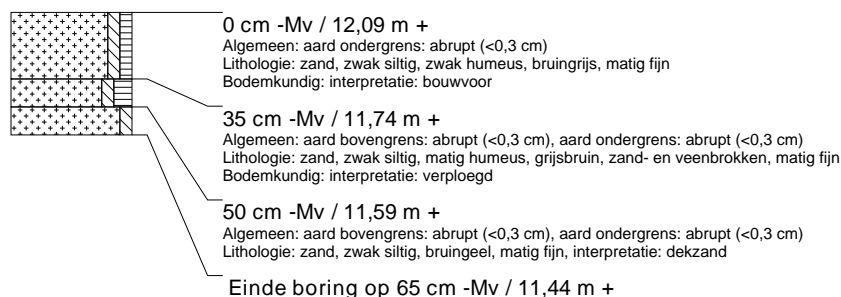 0 cm -Mv / 12,09 m +
Algemeen: aard ondergrens: abrupt (<0,3 cm)
Lithologie: zand, zwak siltig, zwak humeus, bruingrijs, matig fijn
Bodemkundig: interpretatie: bouwvoor
35 cm -Mv / 11,74 m +
Algemeen: aard bovengrens: abrupt (<0,3 cm), aard ondergrens: abrupt (<0,3 cm)
Lithologie: zand, zwak siltig, matig humeus, grijsbruin, zand- en veenbrokken, matig fijn
Bodemkundig: interpretatie: verploegd
50 cm -Mv / 11,59 m +
Algemeen: aard bovengrens: abrupt (<0,3 cm), aard ondergrens: abrupt (<0,3 cm)
Lithologie: zand, zwak siltig, bruingeel, matig fijn, interpretatie: dekzand
Einde boring op 65 cm -Mv / 11,44 m +